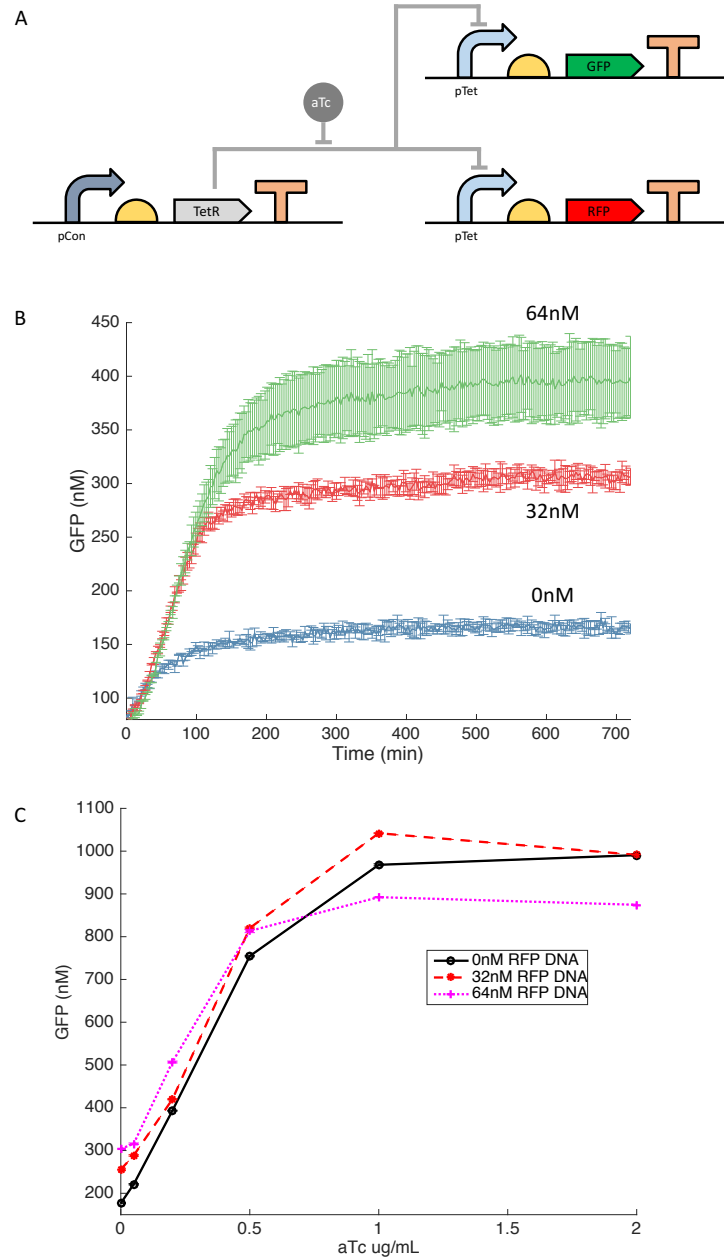 A
pTet
GFP
aTc
pCon
TetR
pTet
RFP
B
64nM
32nM
0nM
GFP (nM)
450
400
350
300
250
200
150
100
0 100 200 300 400 500 600 700
Time (min)
C
GFP (nM)
1100
1000
900
800
700
600
500
400
300
200
0nM RFP DNA
32nM RFP DNA
64nM RFP DNA
0 0.5 1 1.5 2
aTc ug/mL